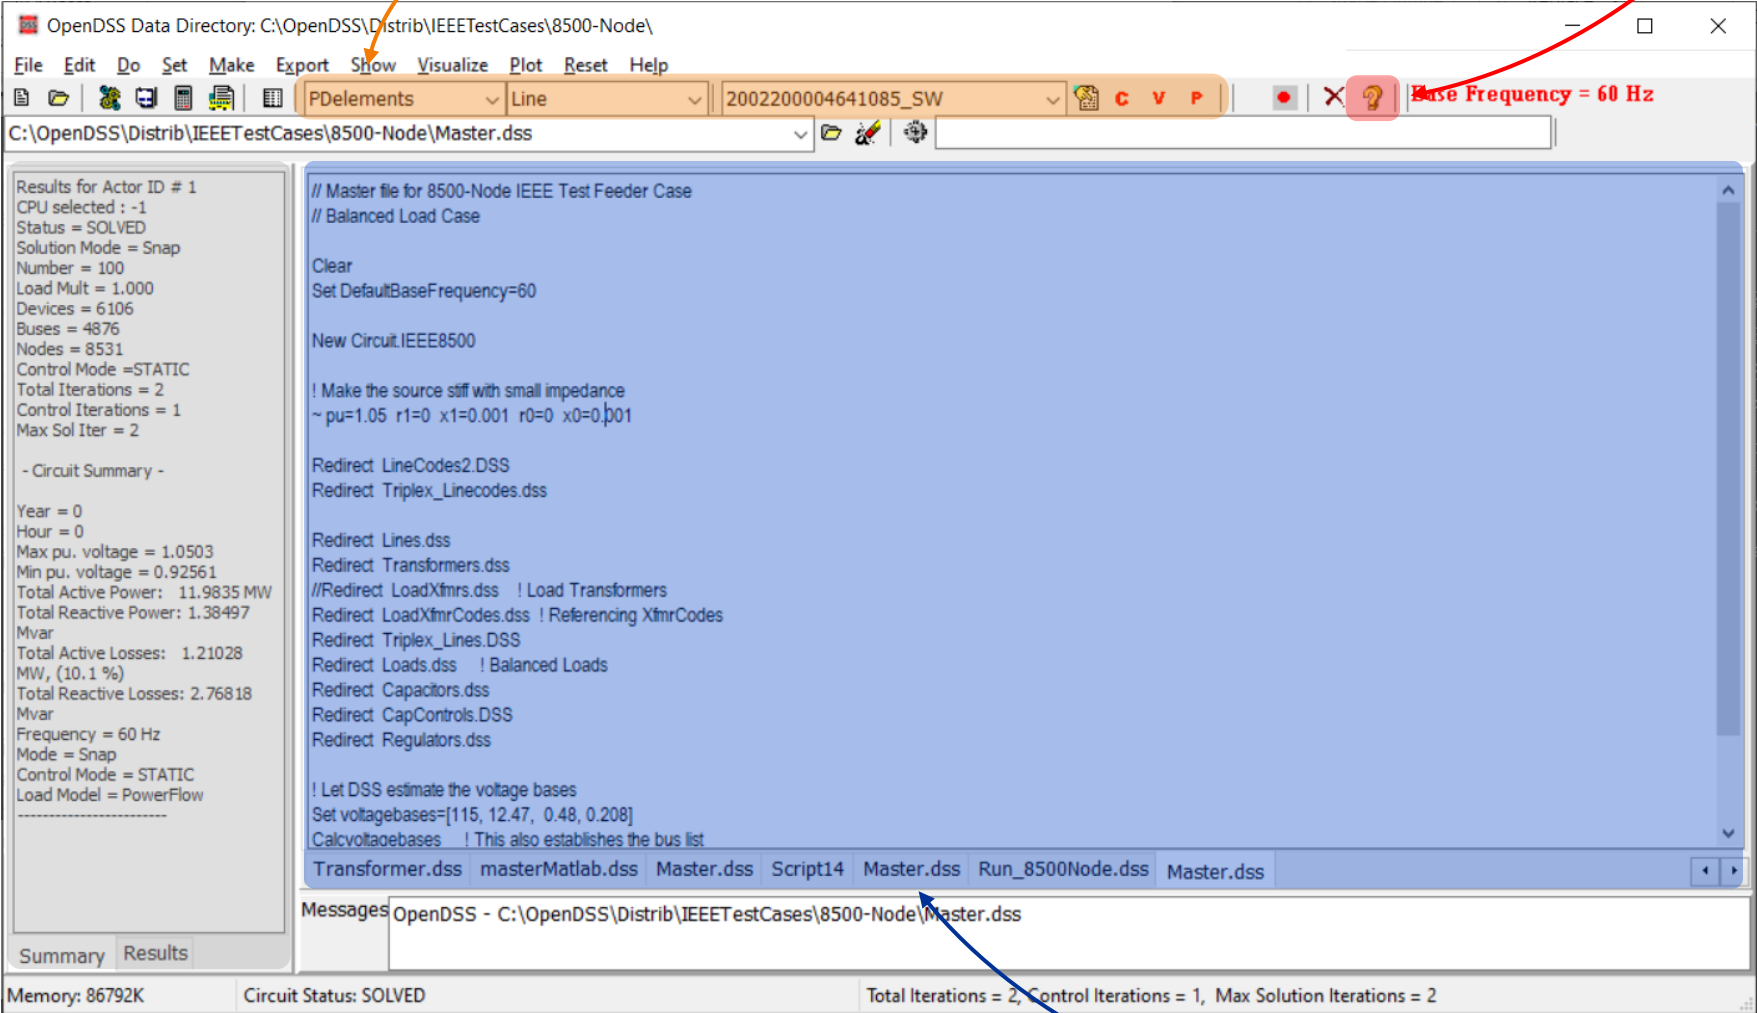 OpenDSS Data Directory: C:\OpenDSS\Distrib\IEEETestCases\8500-Node\
File Edit Do Set Make Export Show Visualize Plot Reset Help
PDelements Line 2002200004641085_SW C V P Base Frequency = 60 Hz
C:\OpenDSS\Distrib\IEEETestCases\8500-Node\Master.dss
Results for Actor ID # 1
CPU selected : -1
Status = SOLVED
Solution Mode = Snap
Number = 100
Load Mult = 1.000
Devices = 6106
Buses = 4876
Nodes = 8531
Control Mode =STATIC
Total Iterations = 2
Control Iterations = 1
Max Sol Iter = 2
- Circuit Summary -
Year = 0
Hour = 0
Max pu. voltage = 1.0503
Min pu. voltage = 0.92561
Total Active Power: 11.9835 MW
Total Reactive Power: 1.38497
Mvar
Total Active Losses: 1.21028
MW, (10.1 %)
Total Reactive Losses: 2.76818
Mvar
Frequency = 60 Hz
Mode = Snap
Control Mode = STATIC
Load Model = PowerFlow
-------------------------
Summary Results
// Master file for 8500-Node IEEE Test Feeder Case
// Balanced Load Case
Clear
Set DefaultBaseFrequency=60
New Circuit.IEEE8500
! Make the source stiff with small impedance
~ pu=1.05 r1=0 x1=0.001 r0=0 x0=0.001
Redirect LineCodes2.DSS
Redirect Triplex_Linecodes.dss
Redirect Lines.dss
Redirect Transformers.dss
//Redirect LoadXfmrs.dss ! Load Transformers
Redirect LoadXfmrCodes.dss ! Referencing XfmrCodes
Redirect Triplex_Lines.DSS
Redirect Loads.dss ! Balanced Loads
Redirect Capacitors.dss
Redirect CapControls.DSS
Redirect Regulators.dss
! Let DSS estimate the voltage bases
Set voltagebases=[115, 12.47, 0.48, 0.208]
Calcvoltagebases ! This also establishes the bus list
Transformer.dss masterMatlab.dss Master.dss Script14 Master.dss Run_8500Node.dss Master.dss
Messages OpenDSS - C:\OpenDSS\Distrib\IEEETestCases\8500-Node\Master.dss
Memory: 86792K Circuit Status: SOLVED Total Iterations = 2, Control Iterations = 1, Max Solution Iterations = 2